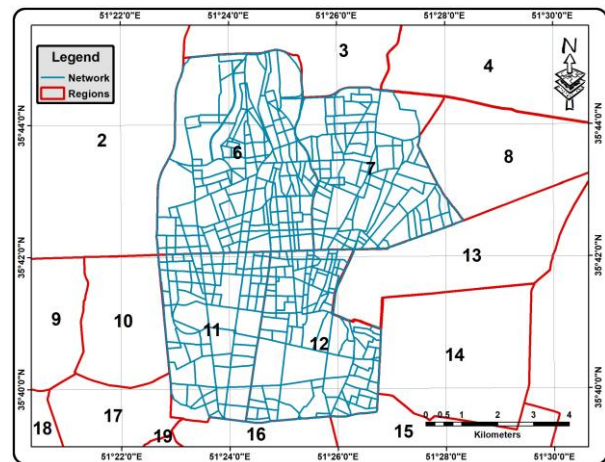 51°22'0"E 51°24'0"E 51°26'0"E 51°28'0"E 51°30'0"E
Legend
Network
Regions
N
3
4
35°44'0"N 35°44'0"N
2
6
7
8
35°42'0"N 35°42'0"N
13
9
10
11
12
14
35°40'0"N 35°40'0"N
17
18
19
16
15
0 0.5 1 2 3 4
Kilometers
51°22'0"E 51°24'0"E 51°26'0"E 51°28'0"E 51°30'0"E